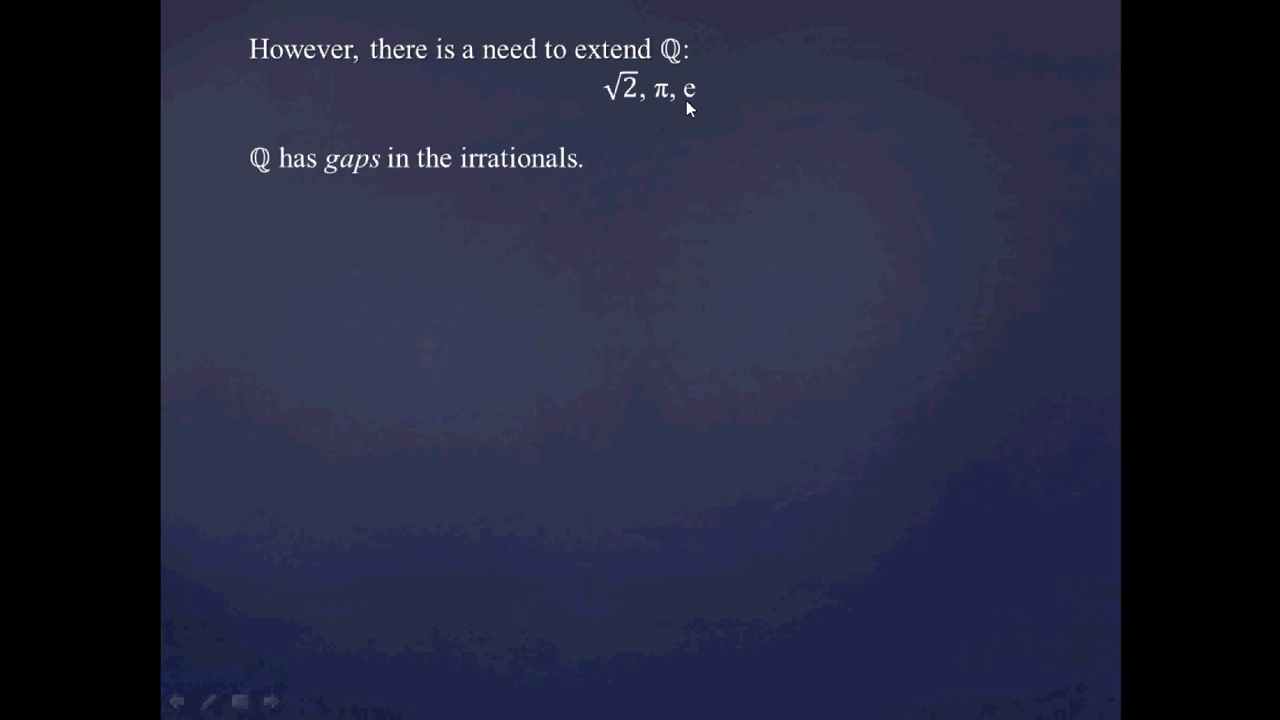 However, there is a need to extend ℚ:
√2, π, e
ℚ has gaps in the irrationals.